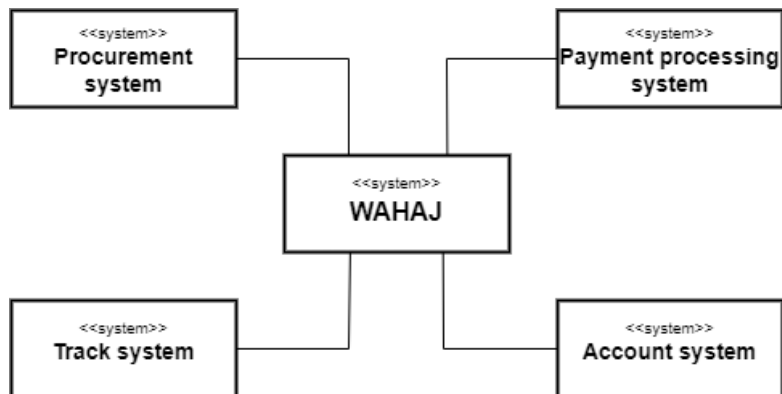 <<system>>
Procurement
system
<<system>>
Payment processing
system
<<system>>
WAHAJ
<<system>>
Track system
<<system>>
Account system